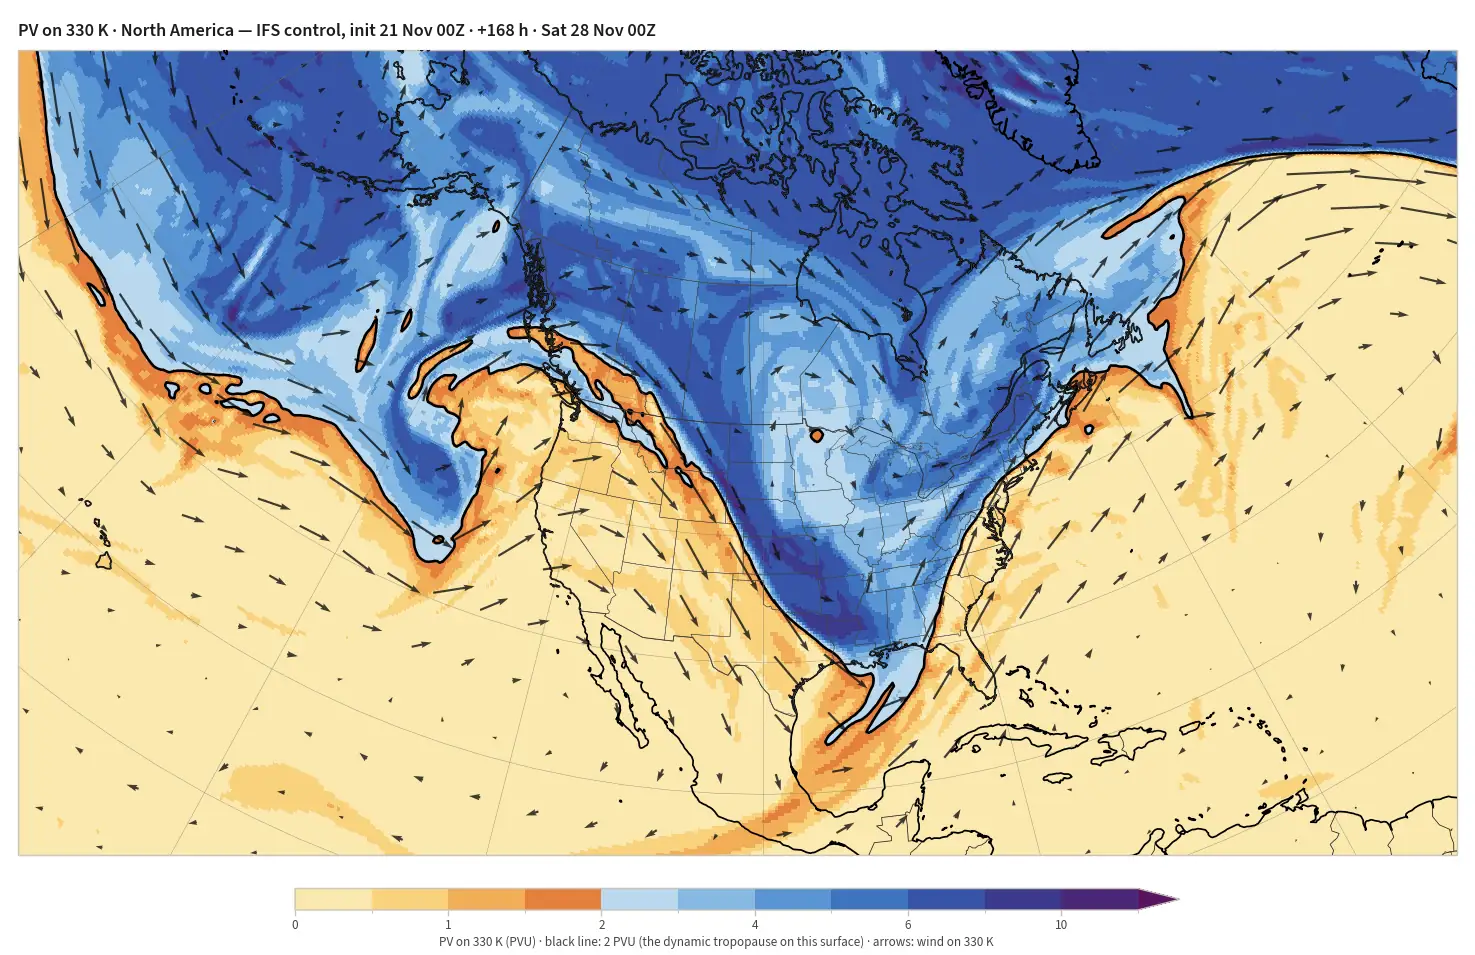 PV on 330 K · North America — IFS control, init 21 Nov 00Z · +168 h · Sat 28 Nov 00Z
0 1 2 4 6 10
PV on 330 K (PVU) · black line: 2 PVU (the dynamic tropopause on this surface) · arrows: wind on 330 K